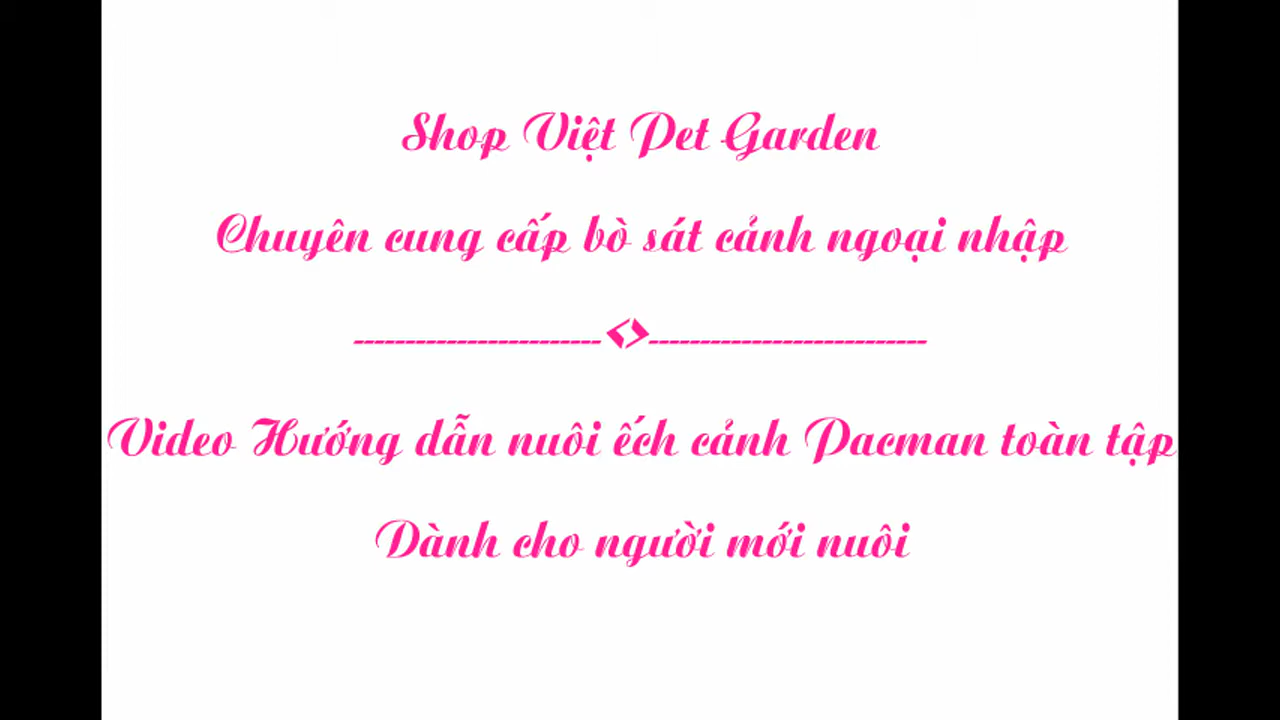 Shop Việt Pet Garden
Chuyên cung cấp bò sát cảnh ngoại nhập
Video Hướng dẫn nuôi ếch cảnh Pacman toàn tập
Dành cho người mới nuôi